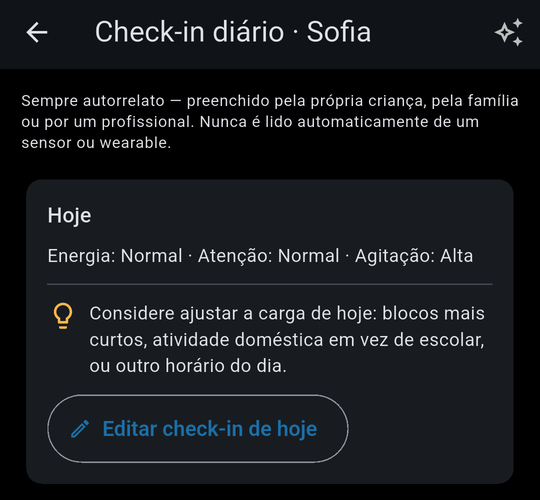 Check-in diário · Sofia
Sempre autorrelato — preenchido pela própria criança, pela família
ou por um profissional. Nunca é lido automaticamente de um
sensor ou wearable.
Hoje
Energia: Normal · Atenção: Normal · Agitação: Alta
Considere ajustar a carga de hoje: blocos mais
curtos, atividade doméstica em vez de escolar,
ou outro horário do dia.
Editar check-in de hoje